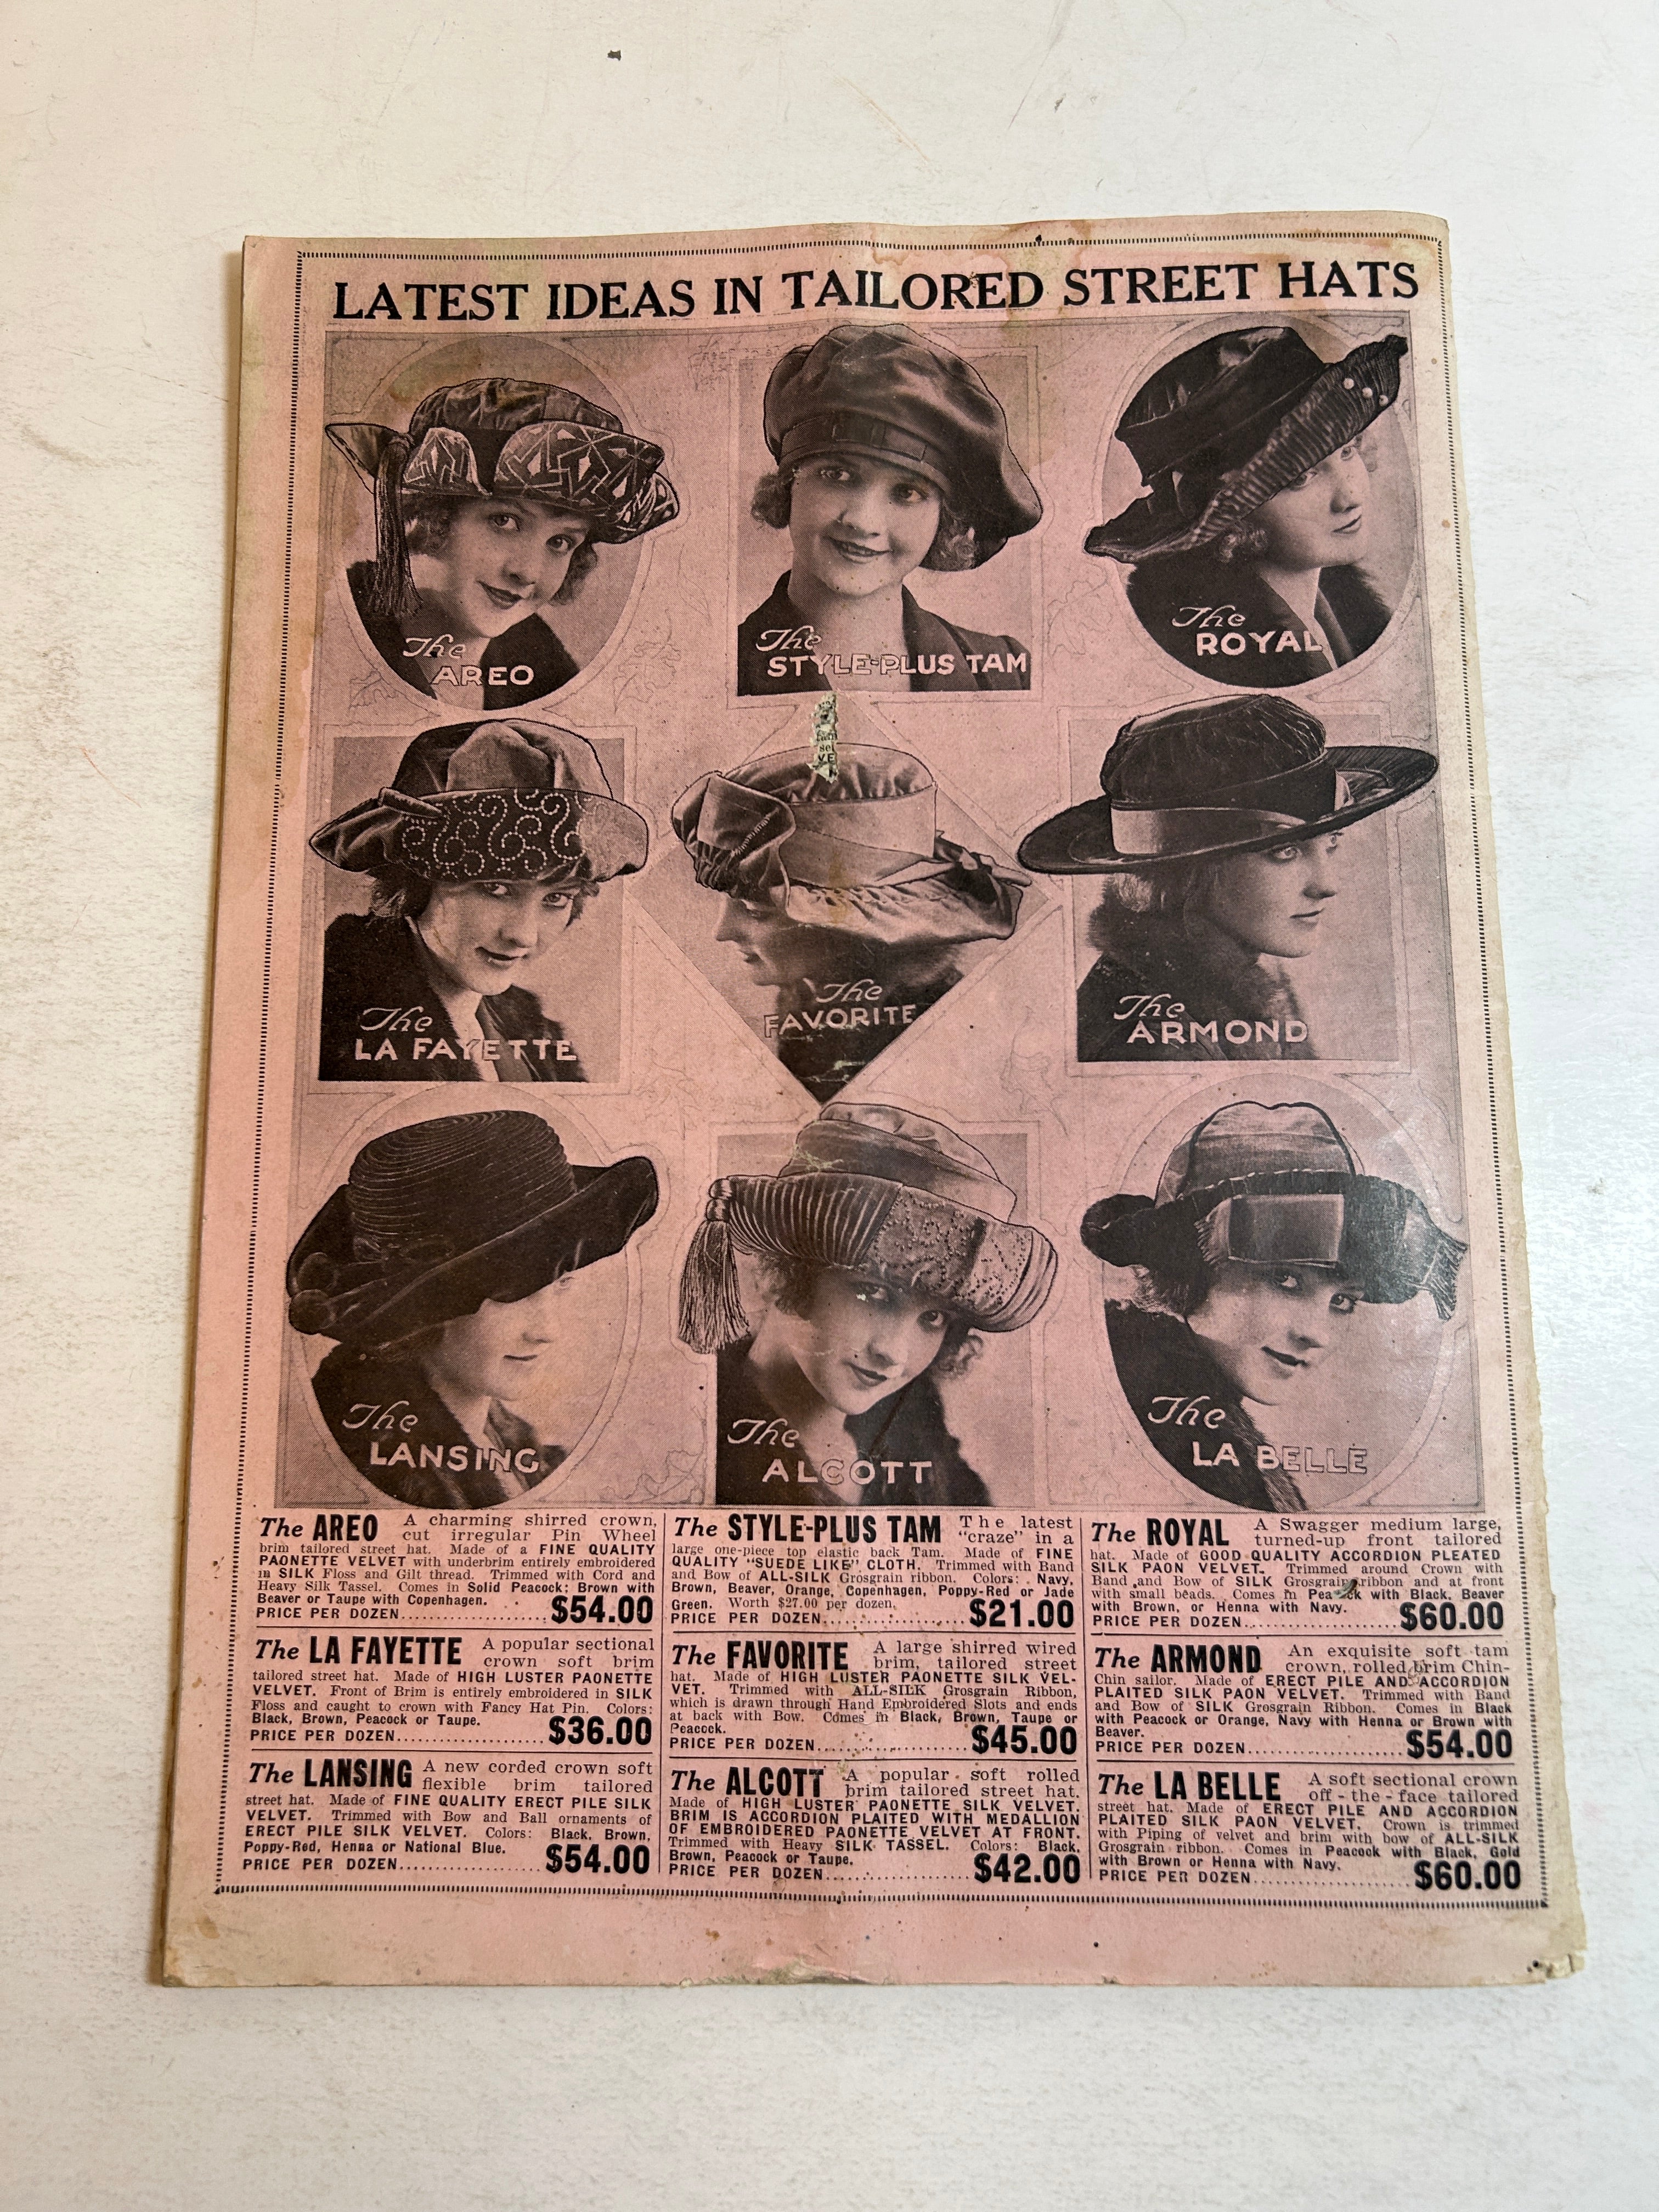 LATEST IDEAS IN TAILORED STREET HATS
The
AREO
The
STYLE-PLUS TAM
The
ROYAL
The
LA FAYETTE
The
FAVORITE
The
ARMOND
The
LANSING
The
ALCOTT
The
LA BELLE
The AREO A charming shirred crown,
cut irregular Pin Wheel
brim tailored street hat. Made of a FINE QUALITY
PAONETTE VELVET with underbrim entirely embroidered
in SILK Floss and Gilt thread. Trimmed with Cord and
Heavy Silk Tassel. Comes in Solid Peacock; Brown with
Beaver or Taupe with Copenhagen.
PRICE PER DOZEN $54.00
The STYLE-PLUS TAM The latest
"craze" in a
large one-piece top elastic back Tam. Made of FINE
QUALITY "SUEDE LIKE" CLOTH. Trimmed with Band
and Bow of ALL-SILK Grosgrain ribbon. Colors: Navy,
Brown, Beaver, Orange, Copenhagen, Poppy-Red or Jade
Green. Worth $27.00 per dozen.
PRICE PER DOZEN $21.00
The ROYAL A Swagger medium large,
turned-up front tailored
hat. Made of GOOD QUALITY ACCORDION PLEATED
SILK PAON VELVET. Trimmed around Crown with
Band and Bow of SILK Grosgrain ribbon and at front
with small beads. Comes in Peacock with Black, Beaver
with Brown, or Henna with Navy.
PRICE PER DOZEN $60.00
The LA FAYETTE A popular sectional
crown soft brim
tailored street hat. Made of HIGH LUSTER PAONETTE
VELVET. Front of Brim is entirely embroidered in SILK
Floss and caught to crown with Fancy Hat Pin. Colors:
Black, Brown, Peacock or Taupe.
PRICE PER DOZEN $36.00
The FAVORITE A large shirred wired
brim, tailored street
hat. Made of HIGH LUSTER PAONETTE SILK VEL-
VET. Trimmed with ALL-SILK Grosgrain Ribbon,
which is drawn through Hand Embroidered Slots and ends
at back with Bow. Comes in Black, Brown, Taupe or
Peacock.
PRICE PER DOZEN $45.00
The ARMOND An exquisite soft tam
crown, rolled brim Chin-
Chin sailor. Made of ERECT PILE AND ACCORDION
PLAITED SILK PAON VELVET. Trimmed with Band
and Bow of SILK Grosgrain Ribbon. Comes in Black
with Peacock or Orange, Navy with Henna or Brown with
Beaver.
PRICE PER DOZEN $54.00
The LANSING A new corded crown soft
flexible brim tailored
street hat. Made of FINE QUALITY ERECT PILE SILK
VELVET. Trimmed with Bow and Ball ornaments of
ERECT PILE SILK VELVET. Colors: Black, Brown,
Poppy-Red, Henna or National Blue.
PRICE PER DOZEN $54.00
The ALCOTT A popular soft rolled
brim tailored street hat.
Made of HIGH LUSTER PAONETTE SILK VELVET.
BRIM IS ACCORDION PLAITED WITH MEDALLION
OF EMBROIDERED PAONETTE VELVET AT FRONT.
Trimmed with Heavy SILK TASSEL. Colors: Black,
Brown, Peacock or Taupe.
PRICE PER DOZEN $42.00
The LA BELLE A soft sectional crown
off-the-face tailored
street hat. Made of ERECT PILE AND ACCORDION
PLAITED SILK PAON VELVET. Crown is trimmed
with Piping of velvet and brim with bow of ALL-SILK
Grosgrain ribbon. Comes in Peacock with Black, Gold
with Brown or Henna with Navy.
PRICE PER DOZEN $60.00